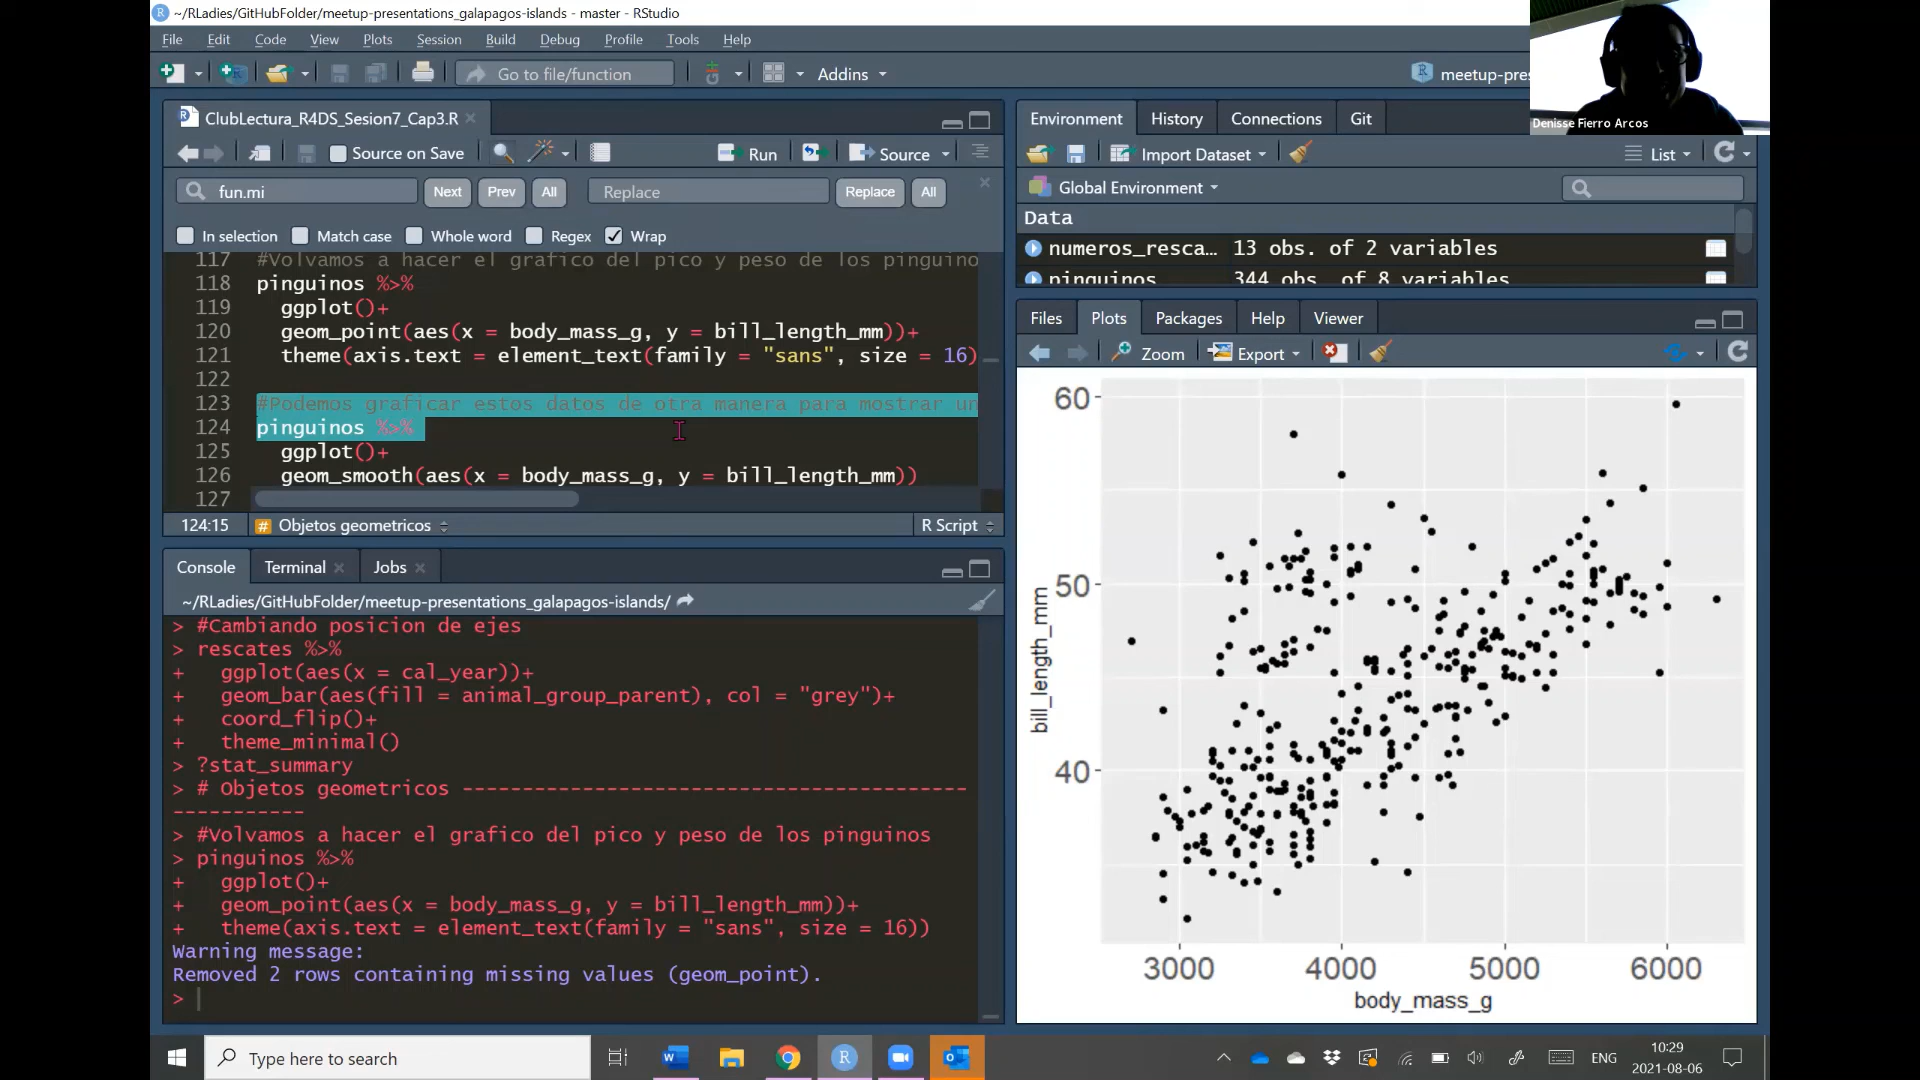 ~/RLadies/GitHubFolder/meetup-presentations_galapagos-islands - master - RStudio
File Edit Code View Plots Session Build Debug Profile Tools Help
Go to file/function Addins meetup-pres
Denisse Fierro Arcos
ClubLectura_R4DS_Sesion7_Cap3.R
Source on Save Run Source
fun.mi Next Prev All Replace Replace All
In selection Match case Whole word Regex Wrap
117 #Volvamos a hacer el grafico del pico y peso de los pinguino
118 pinguinos %>%
119 ggplot()+
120 geom_point(aes(x = body_mass_g, y = bill_length_mm))+
121 theme(axis.text = element_text(family = "sans", size = 16)
122
123 #Podemos graficar estos datos de otra manera para mostrar un
124 pinguinos %>%
125 ggplot()+
126 geom_smooth(aes(x = body_mass_g, y = bill_length_mm))
127
124:15 # Objetos geometricos R Script
Console Terminal Jobs
~/RLadies/GitHubFolder/meetup-presentations_galapagos-islands/
> #Cambiando posicion de ejes
> rescates %>%
+ ggplot(aes(x = cal_year))+
+ geom_bar(aes(fill = animal_group_parent), col = "grey")+
+ coord_flip()+
+ theme_minimal()
> ?stat_summary
> # Objetos geometricos ------------------------------------------
-----------
> #Volvamos a hacer el grafico del pico y peso de los pinguinos
> pinguinos %>%
+ ggplot()+
+ geom_point(aes(x = body_mass_g, y = bill_length_mm))+
+ theme(axis.text = element_text(family = "sans", size = 16))
Warning message:
Removed 2 rows containing missing values (geom_point).
>
Environment History Connections Git
Import Dataset List
Global Environment
Data
numeros_resca… 13 obs. of 2 variables
pinguinos 344 obs. of 8 variables
Files Plots Packages Help Viewer
Zoom Export
60
50
40
bill_length_mm
3000 4000 5000 6000
body_mass_g
Type here to search
ENG
10:29
2021-08-06